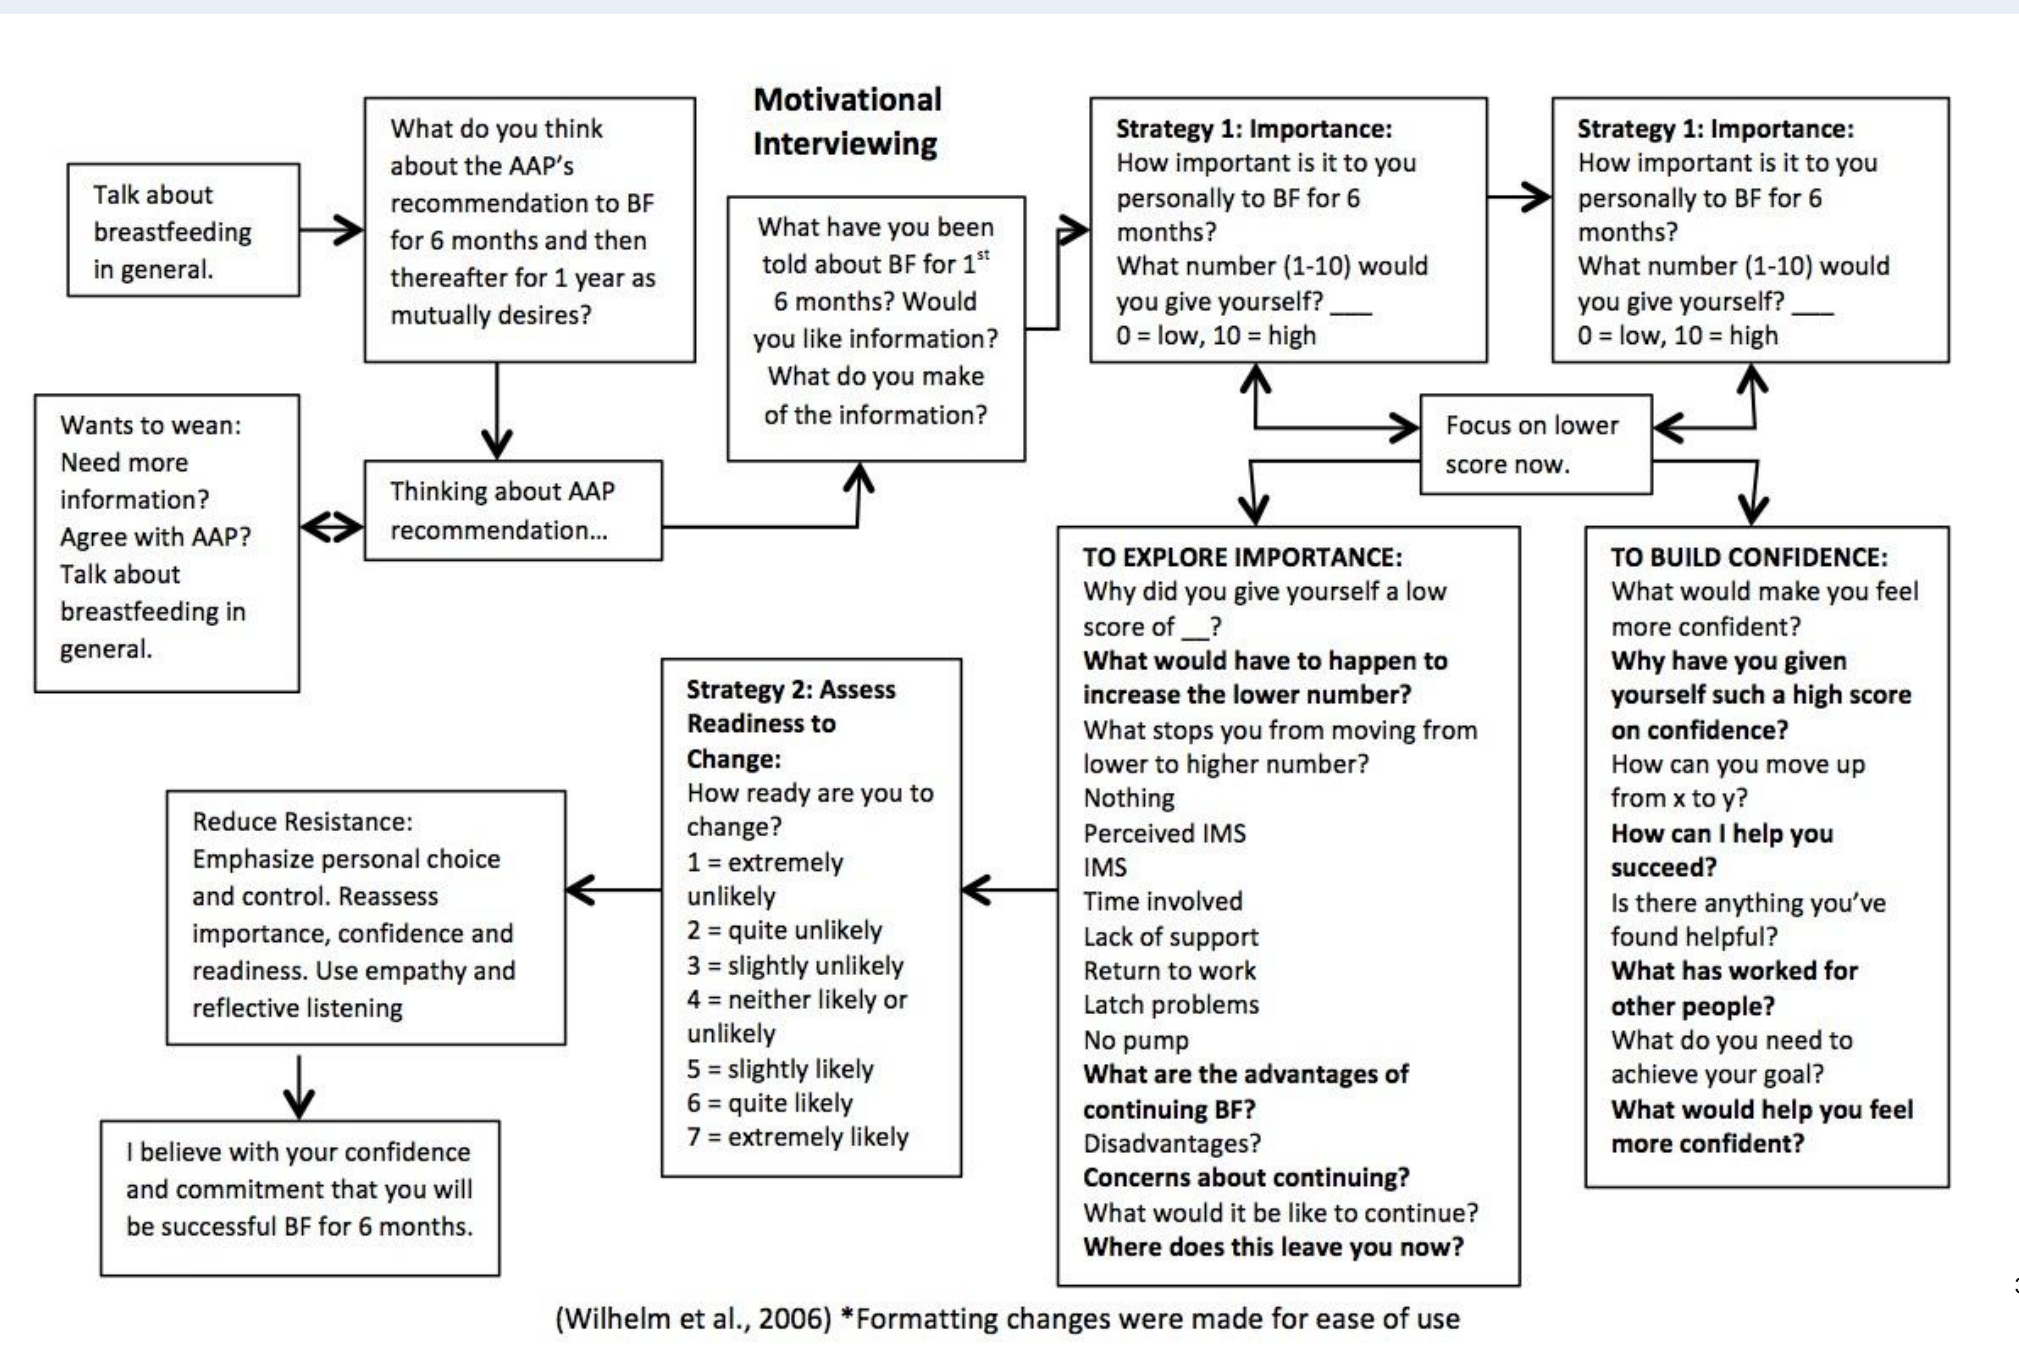 Motivational
Interviewing
Talk about
breastfeeding
in general.
What do you think
about the AAP's
recommendation to BF
for 6 months and then
thereafter for 1 year as
mutually desires?
Wants to wean:
Need more
information?
Agree with AAP?
Talk about
breastfeeding in
general.
Thinking about AAP
recommendation...
What have you been
told about BF for 1st
6 months? Would
you like information?
What do you make
of the information?
Strategy 1: Importance:
How important is it to you
personally to BF for 6
months?
What number (1-10) would
you give yourself? ___
0 = low, 10 = high
Strategy 1: Importance:
How important is it to you
personally to BF for 6
months?
What number (1-10) would
you give yourself? ___
0 = low, 10 = high
Focus on lower
score now.
TO EXPLORE IMPORTANCE:
Why did you give yourself a low
score of __?
What would have to happen to
increase the lower number?
What stops you from moving from
lower to higher number?
Nothing
Perceived IMS
IMS
Time involved
Lack of support
Return to work
Latch problems
No pump
What are the advantages of
continuing BF?
Disadvantages?
Concerns about continuing?
What would it be like to continue?
Where does this leave you now?
TO BUILD CONFIDENCE:
What would make you feel
more confident?
Why have you given
yourself such a high score
on confidence?
How can you move up
from x to y?
How can I help you
succeed?
Is there anything you've
found helpful?
What has worked for
other people?
What do you need to
achieve your goal?
What would help you feel
more confident?
Strategy 2: Assess
Readiness to
Change:
How ready are you to
change?
1 = extremely
unlikely
2 = quite unlikely
3 = slightly unlikely
4 = neither likely or
unlikely
5 = slightly likely
6 = quite likely
7 = extremely likely
Reduce Resistance:
Emphasize personal choice
and control. Reassess
importance, confidence and
readiness. Use empathy and
reflective listening
I believe with your confidence
and commitment that you will
be successful BF for 6 months.
(Wilhelm et al., 2006) *Formatting changes were made for ease of use